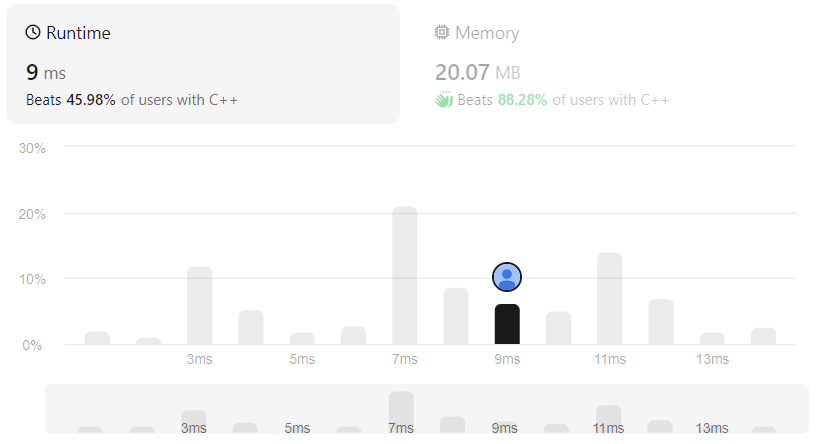 Runtime
9 ms
Beats 45.98% of users with C++
Memory
20.07 MB
Beats 88.28% of users with C++
30%
20%
10%
0%
3ms 5ms 7ms 9ms 11ms 13ms
3ms 5ms 7ms 9ms 11ms 13ms